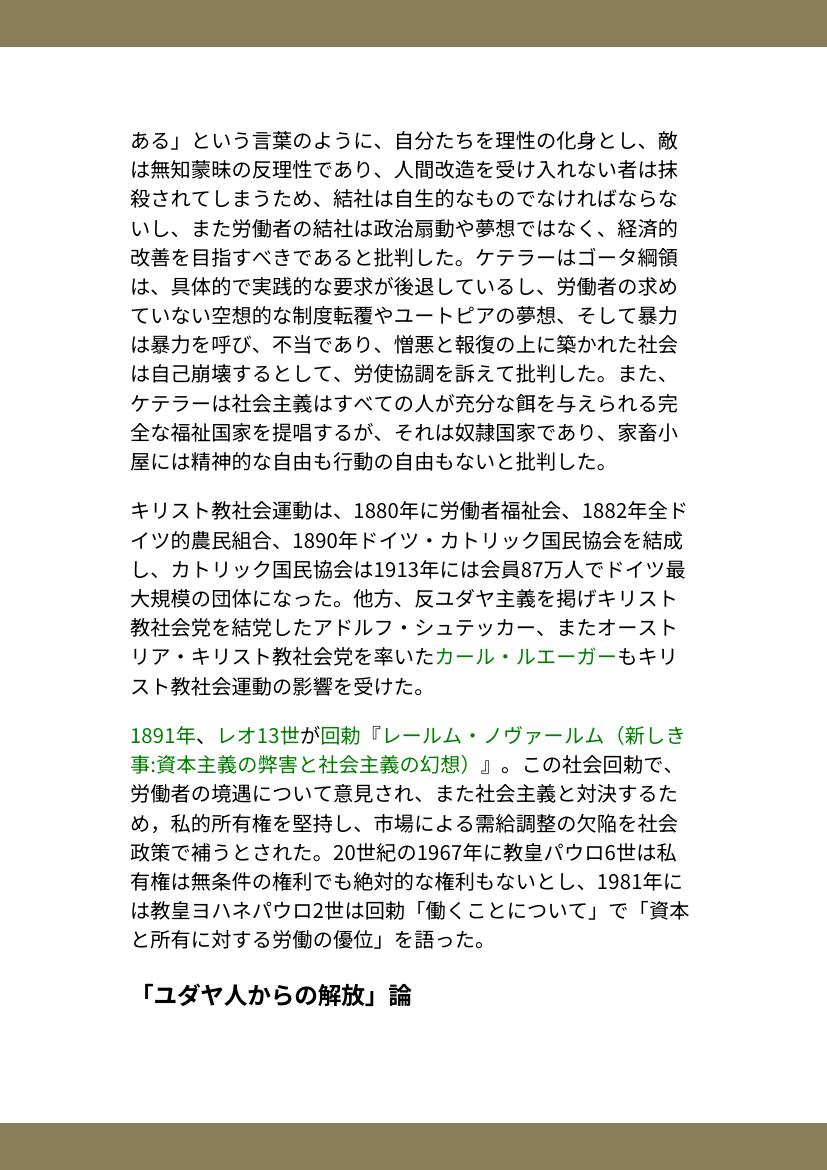 ある」という言葉のように、自分たちを理性の化身とし、敵
は無知蒙昧の反理性であり、人間改造を受け入れない者は抹
殺されてしまうため、結社は自生的なものでなければならな
いし、また労働者の結社は政治扇動や夢想ではなく、経済的
改善を目指すべきであると批判した。ケテラーはゴータ綱領
は、具体的で実践的な要求が後退しているし、労働者の求め
ていない空想的な制度転覆やユートピアの夢想、そして暴力
は暴力を呼び、不当であり、憎悪と報復の上に築かれた社会
は自己崩壊するとして、労使協調を訴えて批判した。また、
ケテラーは社会主義はすべての人が充分な餌を与えられる完
全な福祉国家を提唱するが、それは奴隷国家であり、家畜小
屋には精神的な自由も行動の自由もないと批判した。
キリスト教社会運動は、1880年に労働者福祉会、1882年全ド
イツ的農民組合、1890年ドイツ・カトリック国民協会を結成
し、カトリック国民協会は1913年には会員87万人でドイツ最
大規模の団体になった。他方、反ユダヤ主義を掲げキリスト
教社会党を結党したアドルフ・シュテッカー、またオースト
リア・キリスト教社会党を率いたカール・ルエーガーもキリ
スト教社会運動の影響を受けた。
1891年、レオ13世が回勅『レールム・ノヴァールム（新しき
事:資本主義の弊害と社会主義の幻想）』。この社会回勅で、
労働者の境遇について意見され、また社会主義と対決するた
め，私的所有権を堅持し、市場による需給調整の欠陥を社会
政策で補うとされた。20世紀の1967年に教皇パウロ6世は私
有権は無条件の権利でも絶対的な権利もないとし、1981年に
は教皇ヨハネパウロ2世は回勅「働くことについて」で「資本
と所有に対する労働の優位」を語った。
「ユダヤ人からの解放」論